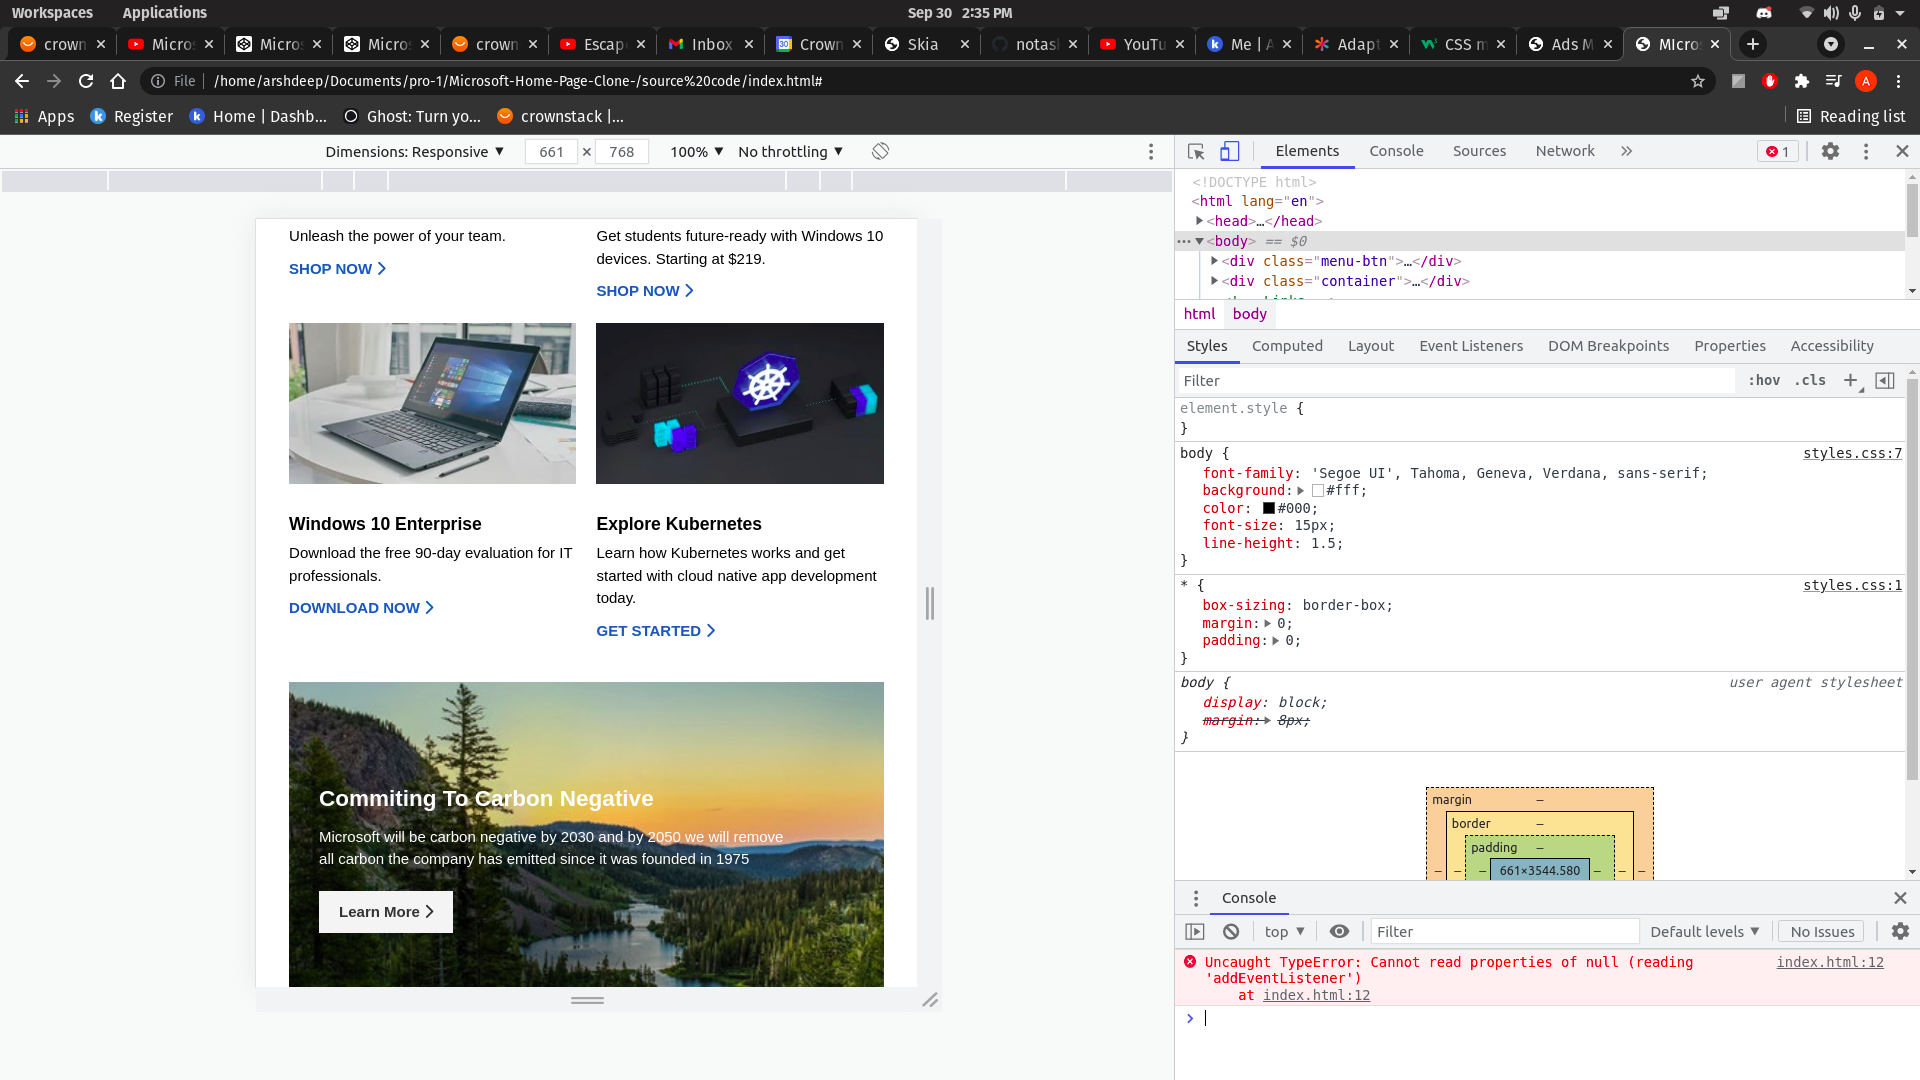 Workspaces Applications Sep 30 2:35 PM
crown Micros Micros Micros crown Escap Inbox Crown Skia notas YouTu Me | A Adapt CSS m Ads M MIcros
File /home/arshdeep/Documents/pro-1/Microsoft-Home-Page-Clone-/source%20code/index.html# A
Apps Register Home | Dashb... Ghost: Turn yo... crownstack |... Reading list
Dimensions: Responsive ▼ 661 × 768 100% ▼ No throttling ▼
Elements Console Sources Network » 1
<!DOCTYPE html>
<html lang="en">
<head>…</head>
<body> == $0
<div class="menu-btn">…</div>
<div class="container">…</div>
html body
Styles Computed Layout Event Listeners DOM Breakpoints Properties Accessibility
Filter :hov .cls
element.style {
}
body { styles.css:7
font-family: 'Segoe UI', Tahoma, Geneva, Verdana, sans-serif;
background: #fff;
color: #000;
font-size: 15px;
line-height: 1.5;
}
* { styles.css:1
box-sizing: border-box;
margin: 0;
padding: 0;
}
body { user agent stylesheet
display: block;
margin: 8px;
}
margin –
border –
padding –
– – – 661×3544.580 – – –
Console
top ▼ Filter Default levels ▼ No Issues
Uncaught TypeError: Cannot read properties of null (reading index.html:12
'addEventListener')
at index.html:12
Unleash the power of your team.
SHOP NOW
Get students future-ready with Windows 10
devices. Starting at $219.
SHOP NOW
Windows 10 Enterprise
Download the free 90-day evaluation for IT
professionals.
DOWNLOAD NOW
Explore Kubernetes
Learn how Kubernetes works and get
started with cloud native app development
today.
GET STARTED
Commiting To Carbon Negative
Microsoft will be carbon negative by 2030 and by 2050 we will remove
all carbon the company has emitted since it was founded in 1975
Learn More